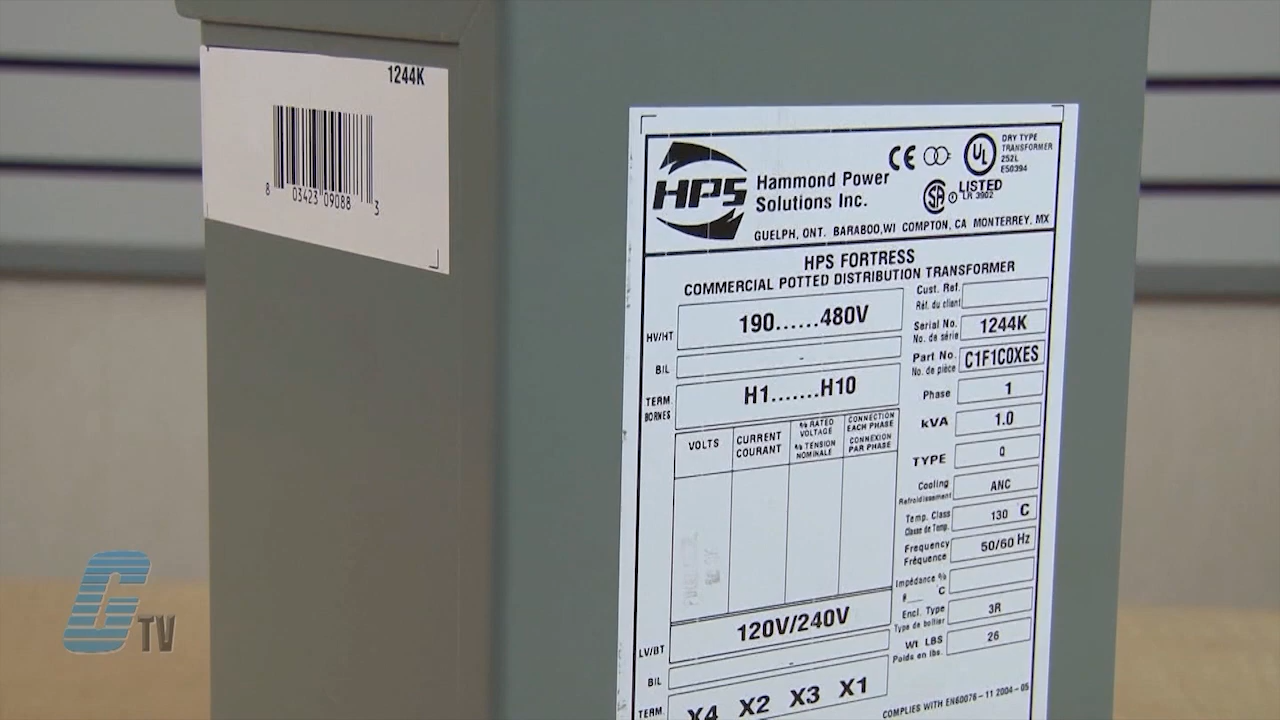 1244K
8 03423 09088 3
HPS
Hammond Power
Solutions Inc.
CE
UL
DRY TYPE
TRANSFORMER
252L
E50394
SA
LISTED
LR 3902
GUELPH, ONT. BARABOO,WI COMPTON, CA MONTERREY. MX
HPS FORTRESS
COMMERCIAL POTTED DISTRIBUTION TRANSFORMER
HV/HT
190......480V
BIL
-
TERM
BORNES
H1.......H10
VOLTS
CURRENT
COURANT
% RATED
VOLTAGE
% TENSION
NOMINALE
CONNECTION
EACH PHASE
CONNEXION
PAR PHASE
LV/BT
120V/240V
BIL
-
TERM
X4 X2 X3 X1
Cust. Ref.
Réf. du client
Serial No.
No. de série
1244K
Part No.
No. de pièce
C1F1C0XES
Phase
1
kVA
1.0
TYPE
Q
Cooling
Refroidissement
ANC
Temp. Class
Classe de Temp.
130 C
Frequency
Fréquence
50/60 Hz
Impédance %
#___ °C
Encl. Type
Type de boîtier
3R
Wt LBS
Poids en lbs.
26
COMPLIES WITH EN60076-11 2004-05
C TV